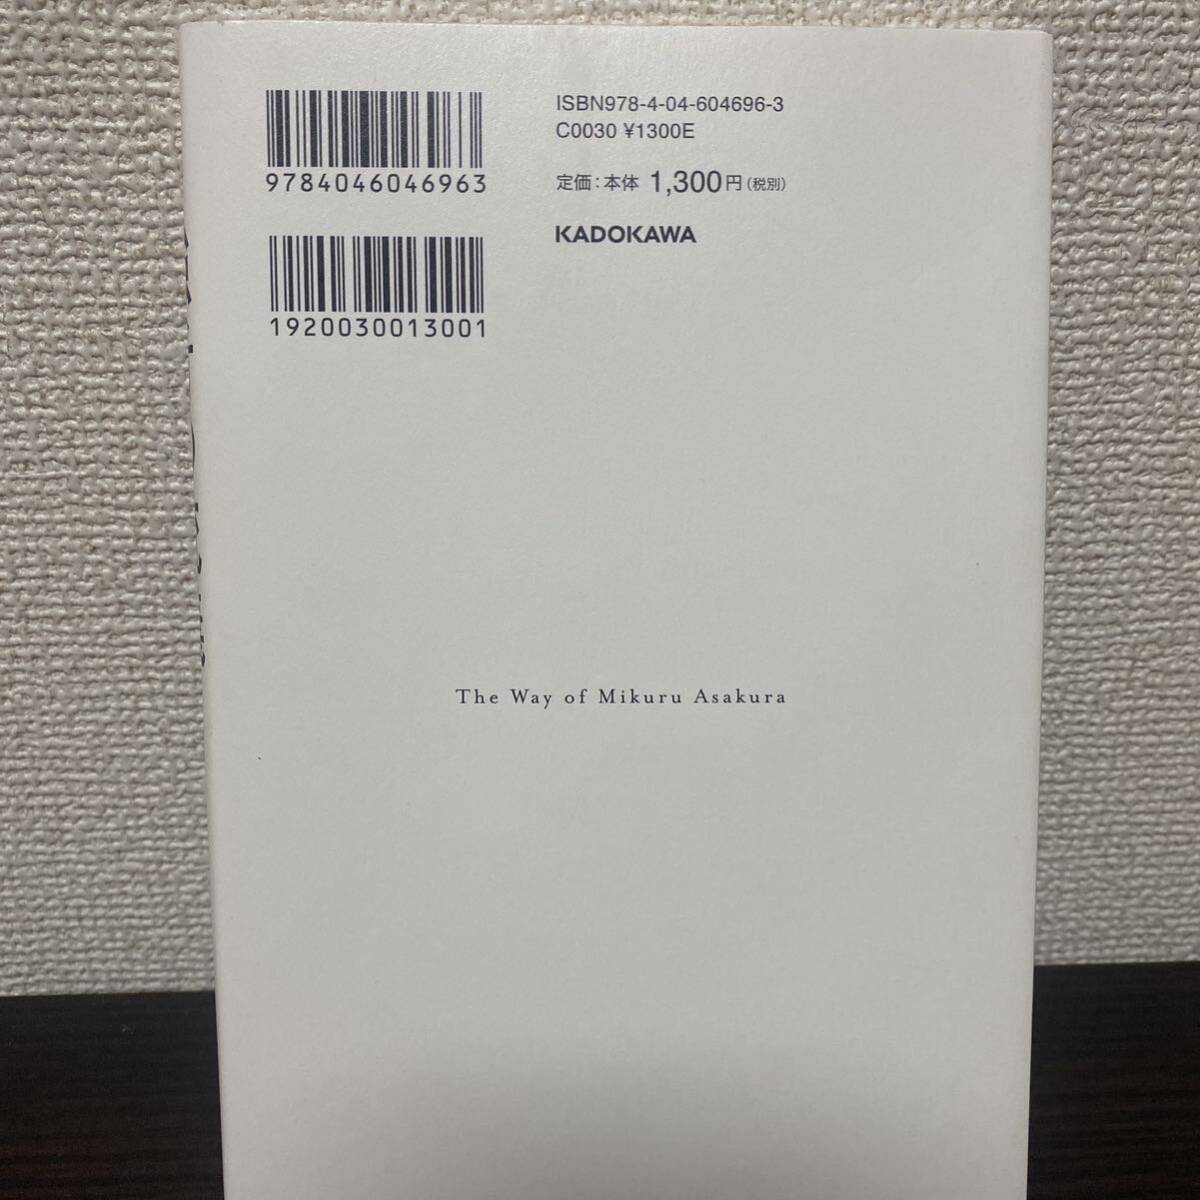 ISBN978-4-04-604696-3
C0030 ¥1300E
9784046046963
定価：本体 1,300円(税別)
KADOKAWA
1920030013001
The Way of Mikuru Asakura